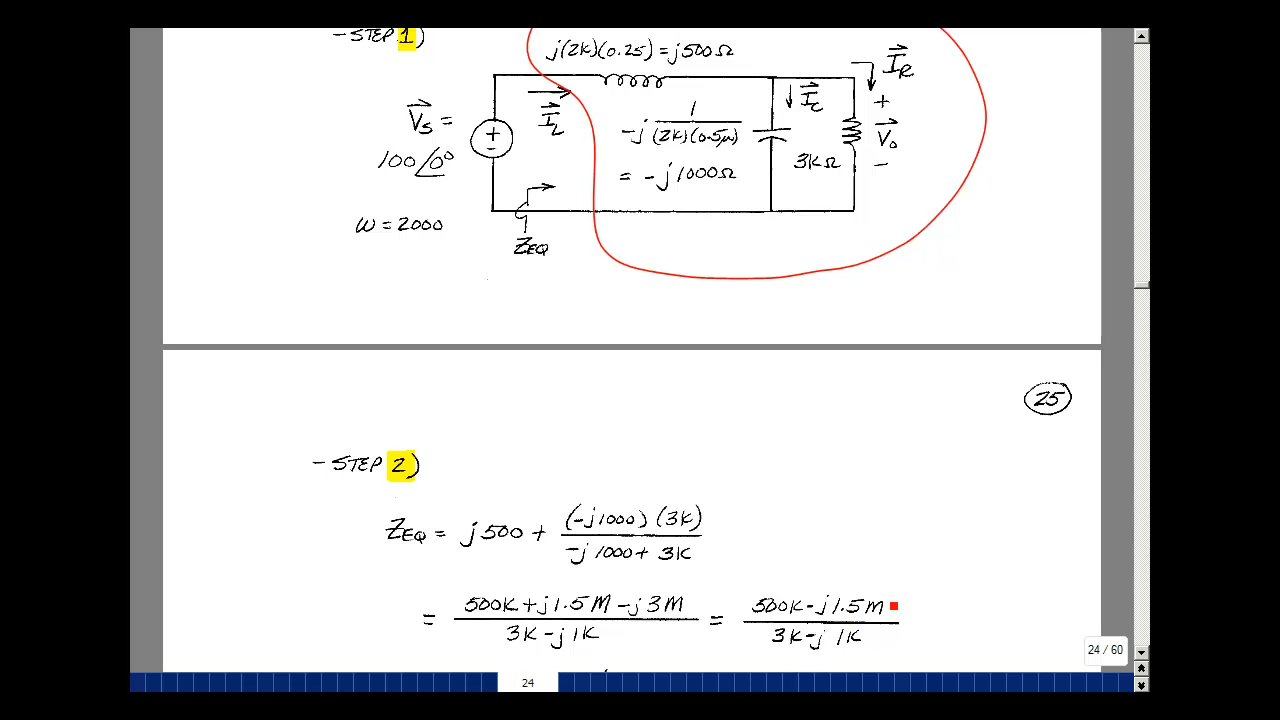 - STEP 1)
j(2K)(0.25) = j500Ω
I_R
I_C
+
V_o
-
I_L
V_s =
100 /0°
+
-
-j 1/((2K)(0.5μ))
= -j1000Ω
3KΩ
ω = 2000
Z_EQ
25
- STEP 2)
Z_EQ = j500 + (-j1000)(3K)/(-j1000 + 3K)
= (500K + j1.5M - j3M)/(3K - j1K) = (500K - j1.5M)/(3K - j1K)
24 / 60
24